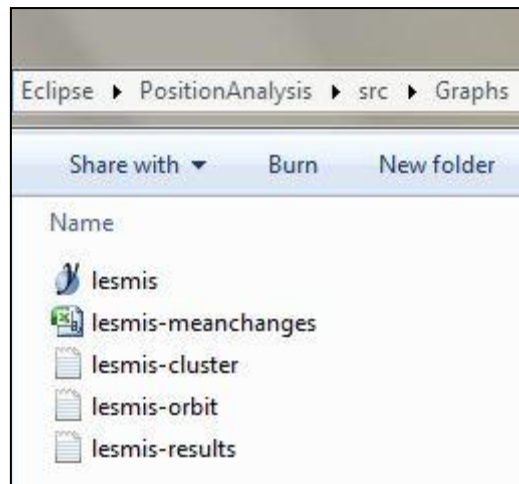 Eclipse ▸ PositionAnalysis ▸ src ▸ Graphs
Share with ▾ Burn New folder
Name
lesmis
lesmis-meanchanges
lesmis-cluster
lesmis-orbit
lesmis-results